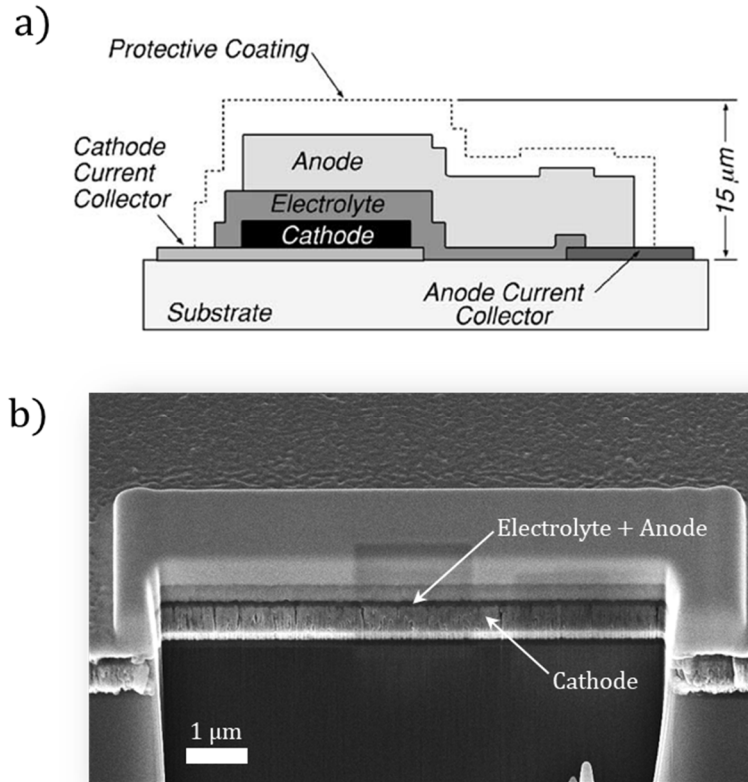 a)
Protective Coating
Cathode
Current
Collector
Anode
Electrolyte
Cathode
15 μm
Substrate
Anode Current
Collector
b)
Electrolyte + Anode
Cathode
1 μm